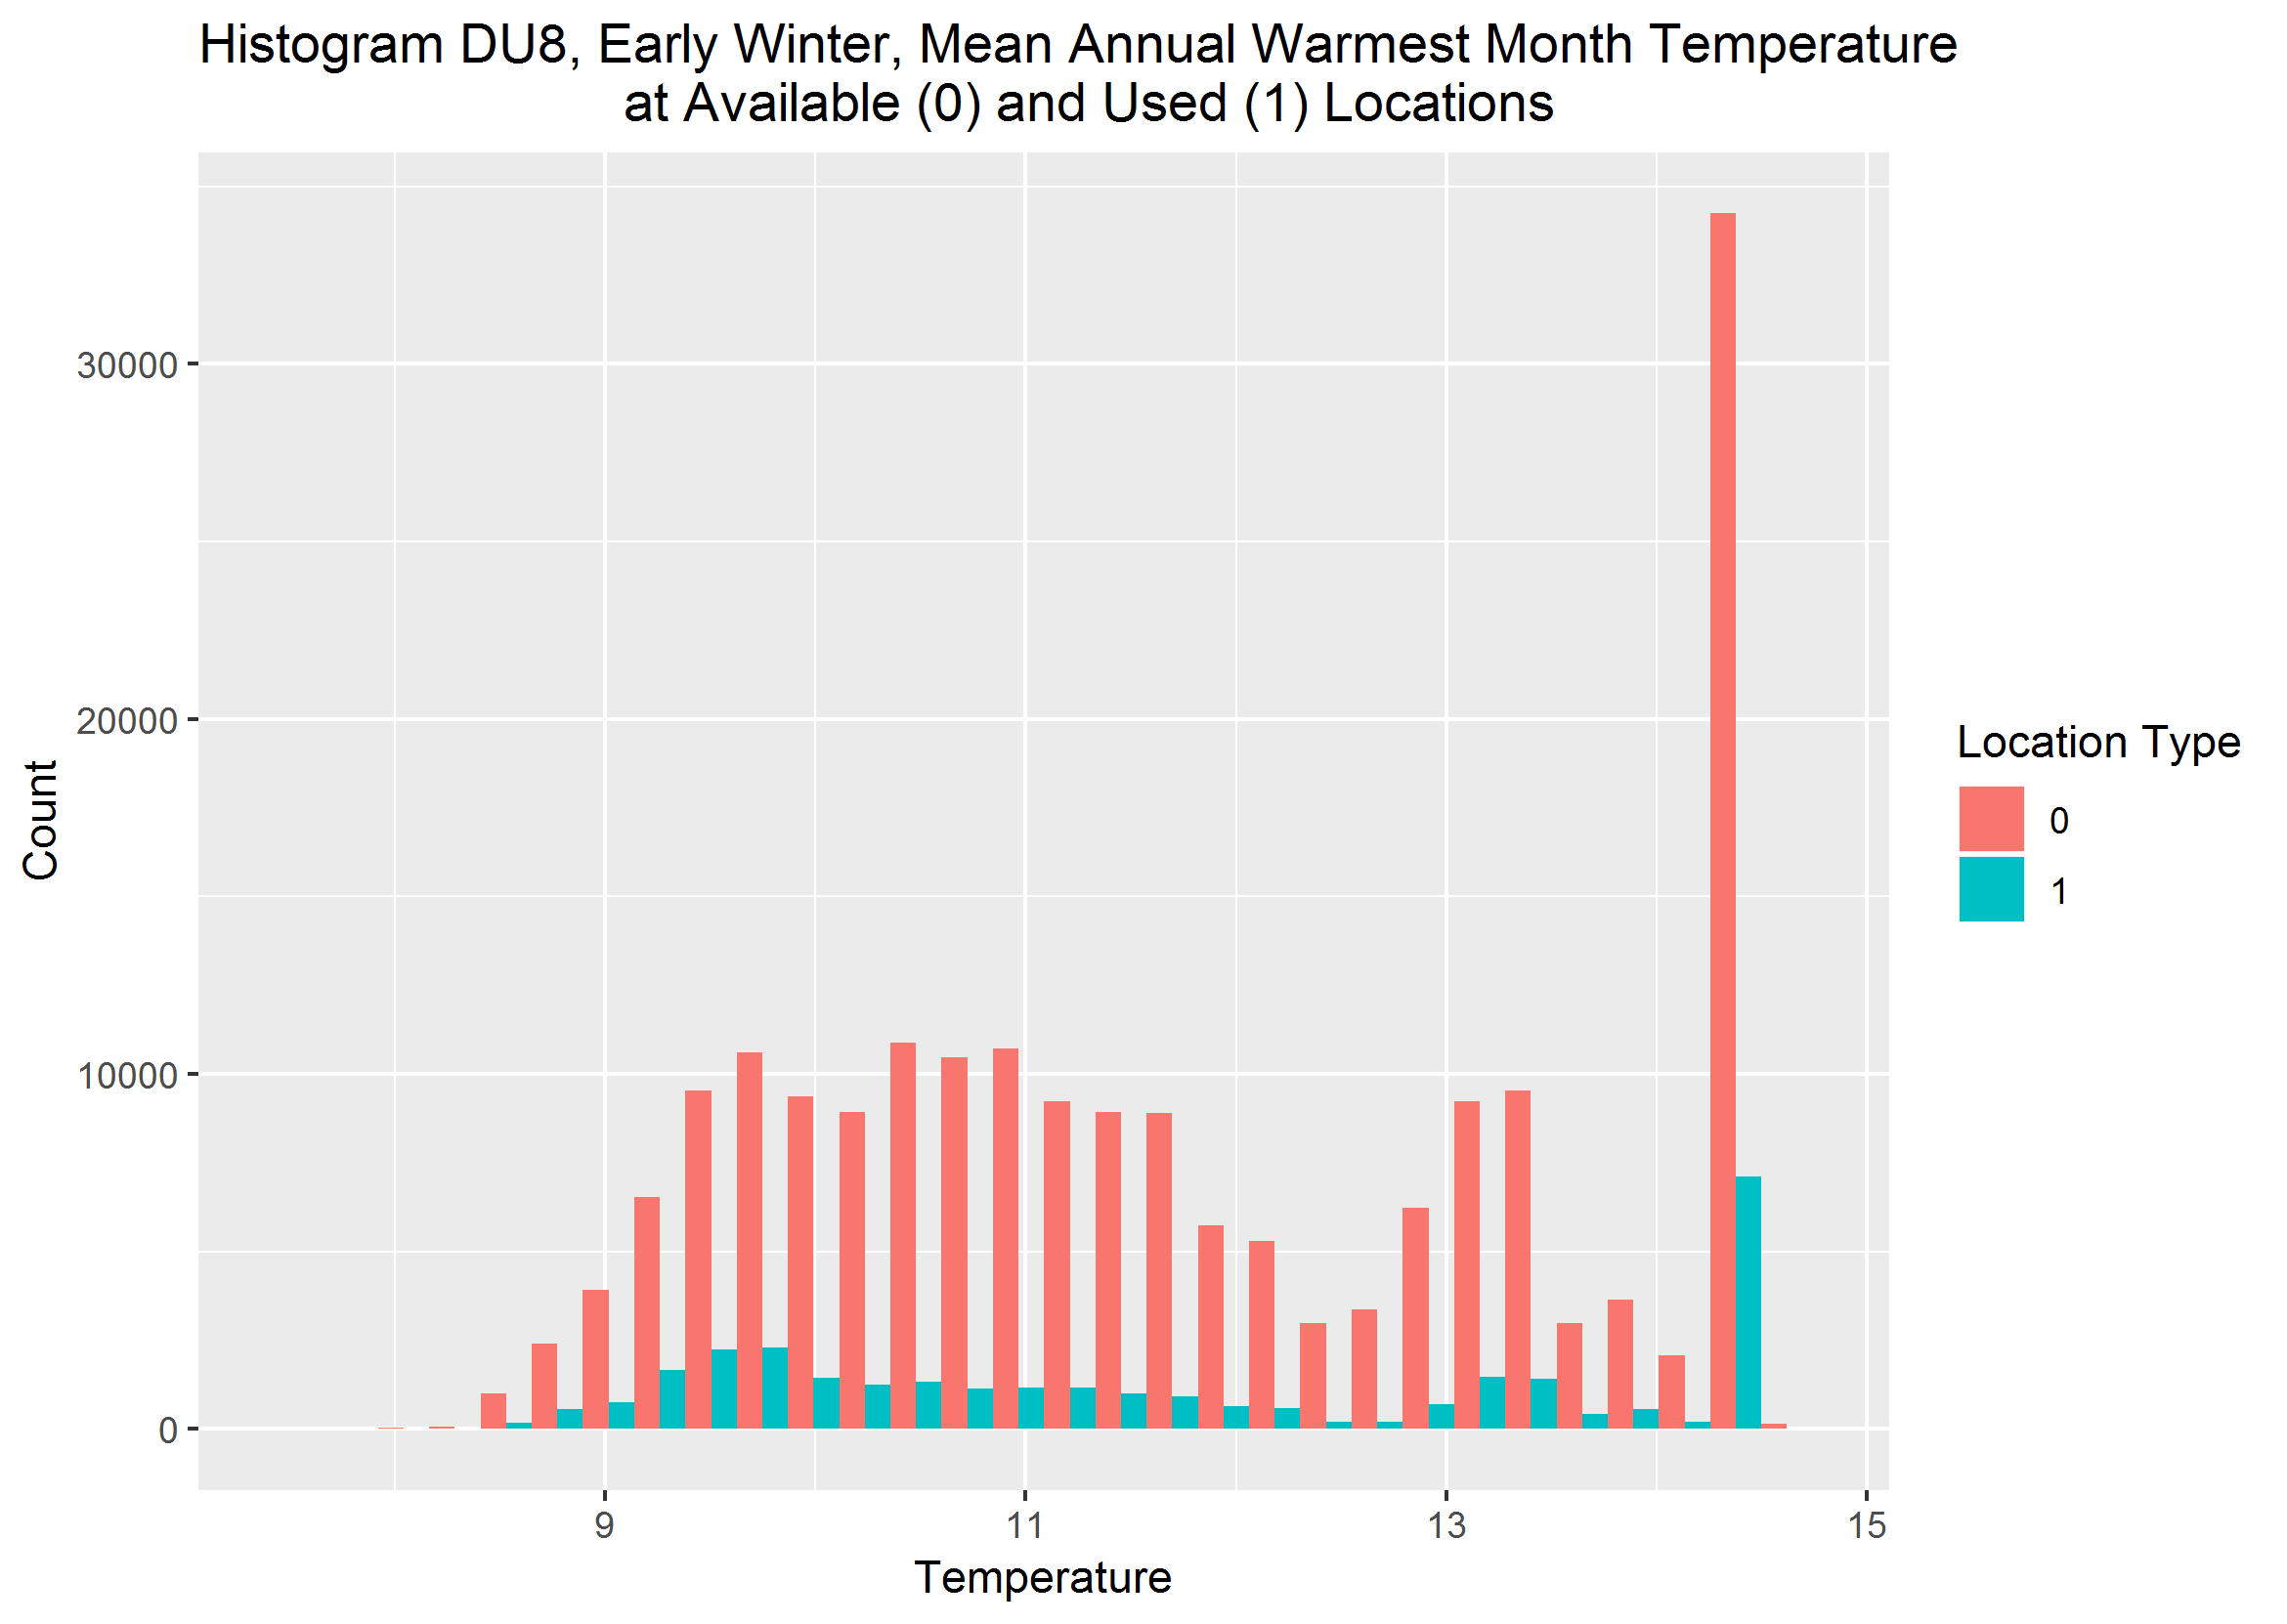 Histogram DU8, Early Winter, Mean Annual Warmest Month Temperature
at Available (0) and Used (1) Locations
Count
30000
20000
10000
0
9
11
13
15
Temperature
Location Type
0
1